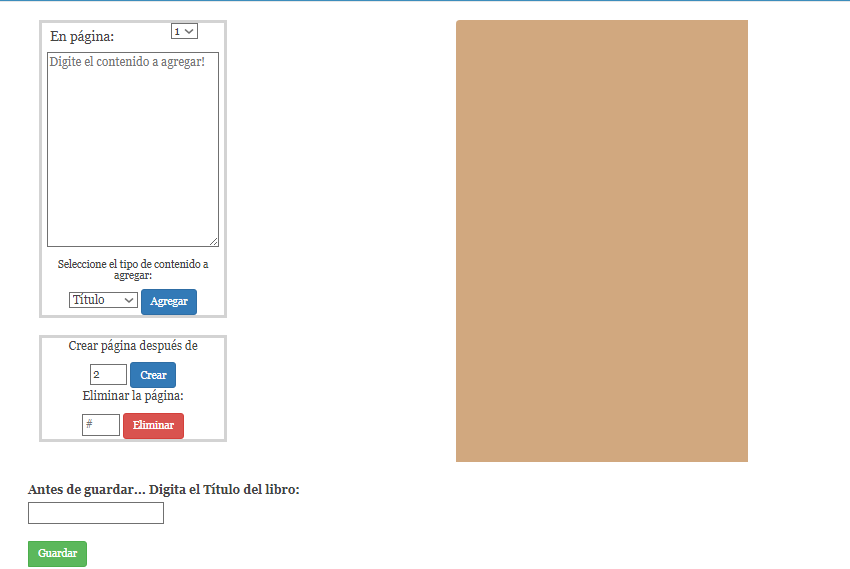 En página:
1
Digite el contenido a agregar!
Seleccione el tipo de contenido a
agregar:
Título
Agregar
Crear página después de
2
Crear
Eliminar la página:
#
Eliminar
Antes de guardar... Digita el Título del libro:
Guardar